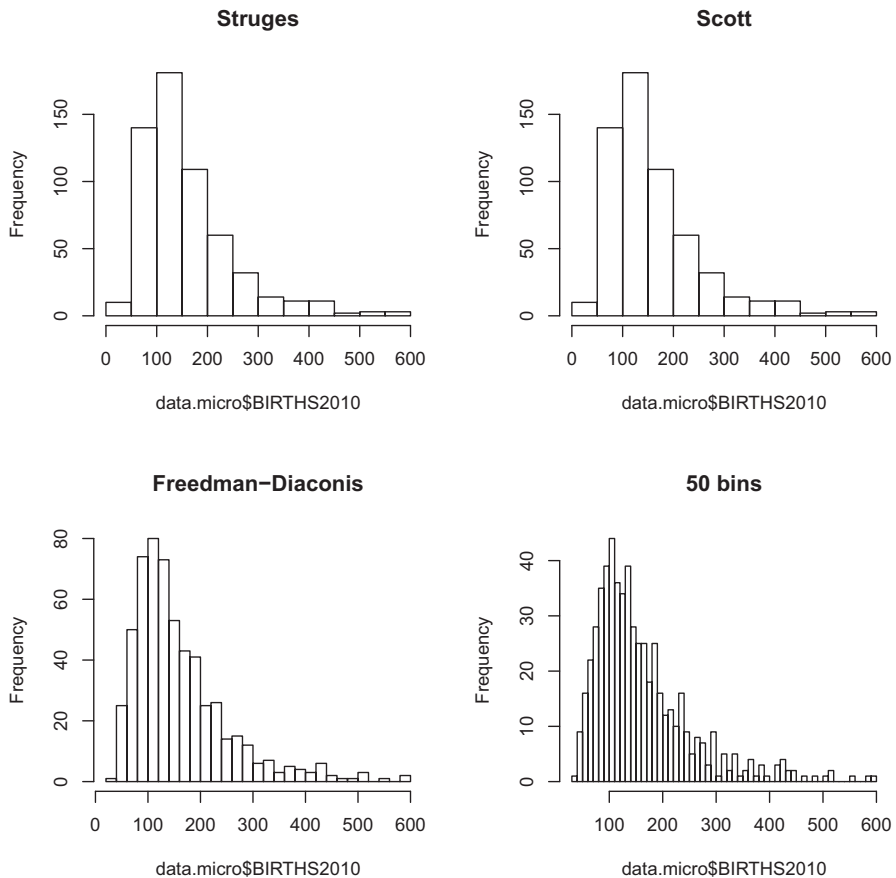 Struges
Frequency
0 50 100 150
0 100 200 300 400 500 600
data.micro$BIRTHS2010
Scott
Frequency
0 50 100 150
0 100 200 300 400 500 600
data.micro$BIRTHS2010
Freedman−Diaconis
Frequency
0 20 40 60 80
0 100 200 300 400 500 600
data.micro$BIRTHS2010
50 bins
Frequency
0 10 20 30 40
100 200 300 400 500 600
data.micro$BIRTHS2010